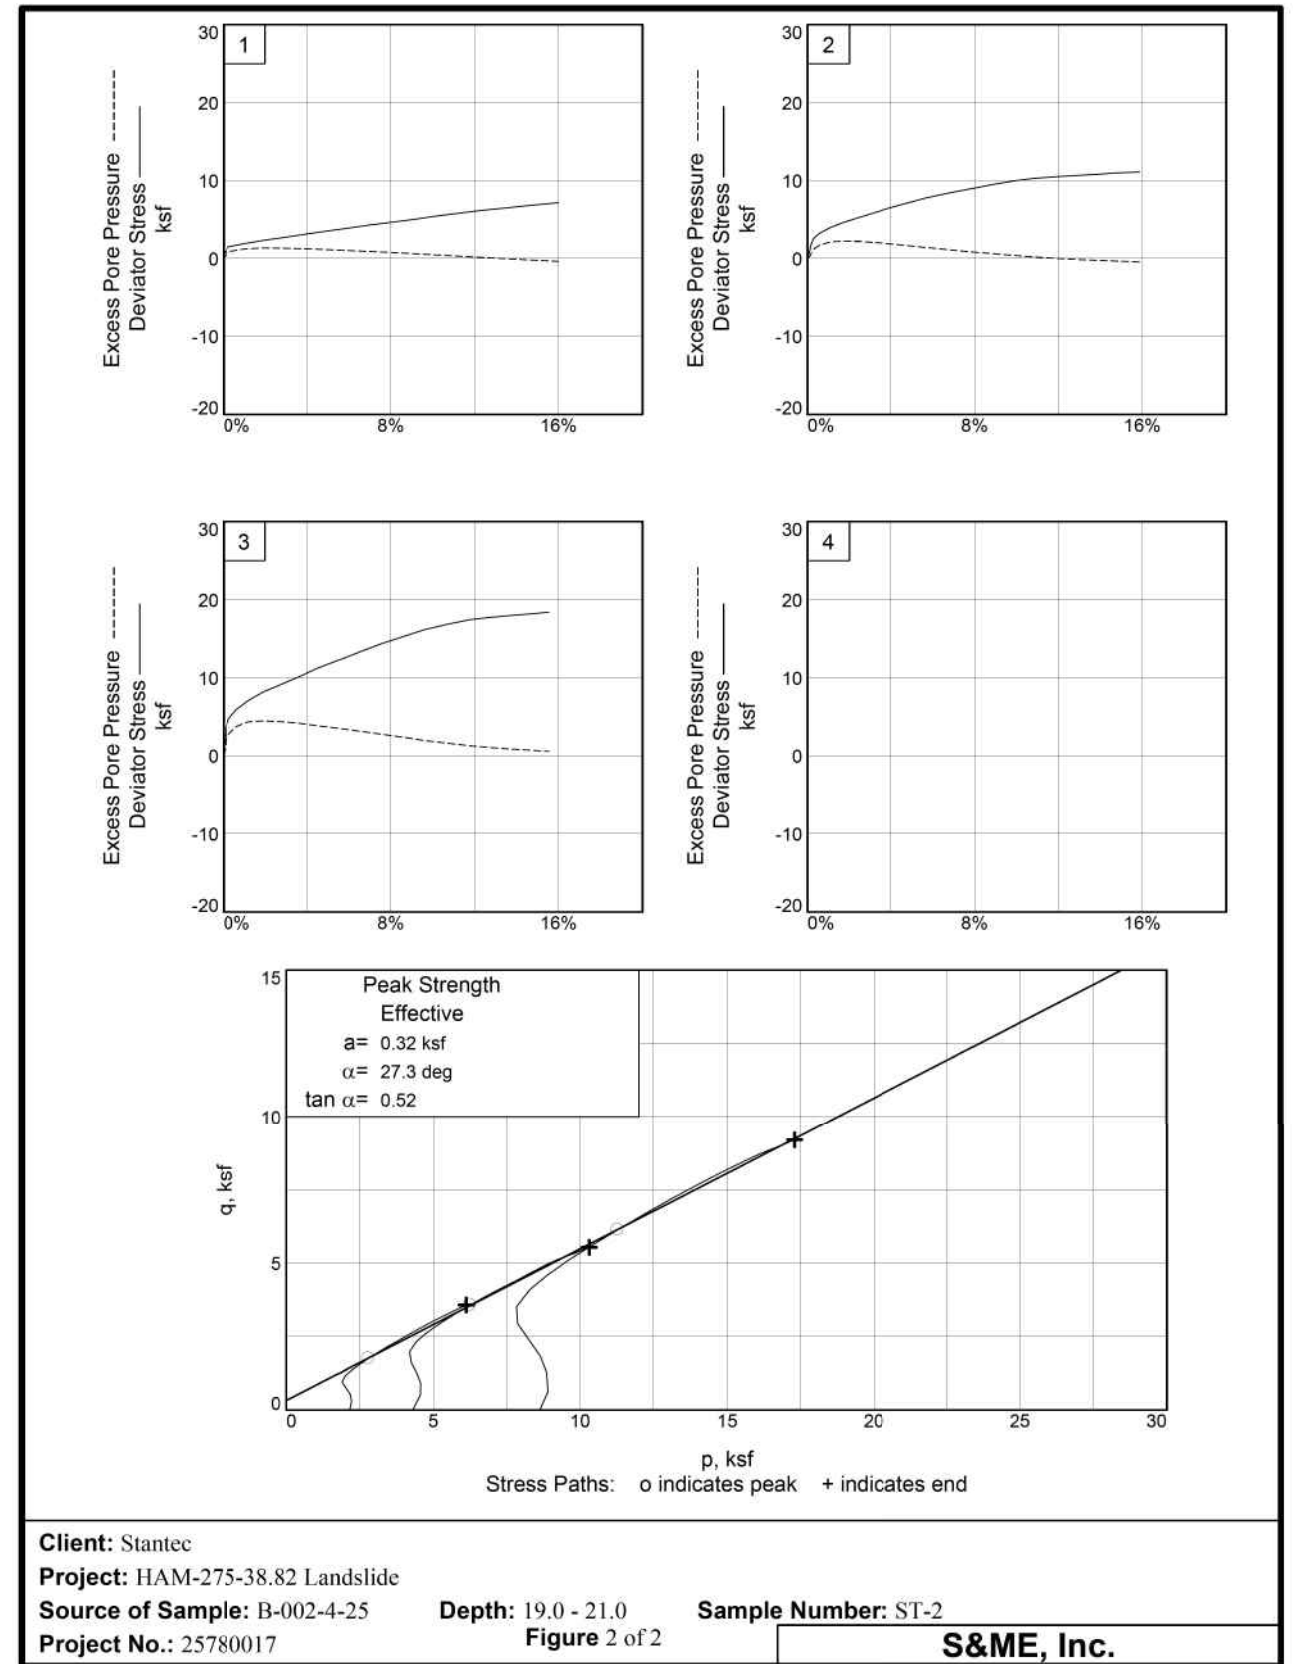 1
30
20
10
0
-10
-20
0%
8%
16%
Excess Pore Pressure
Deviator Stress
ksf
2
30
20
10
0
-10
-20
0%
8%
16%
Excess Pore Pressure
Deviator Stress
ksf
3
30
20
10
0
-10
-20
0%
8%
16%
Excess Pore Pressure
Deviator Stress
ksf
4
30
20
10
0
-10
-20
0%
8%
16%
Excess Pore Pressure
Deviator Stress
ksf
Peak Strength
Effective
a= 0.32 ksf
α= 27.3 deg
tan α= 0.52
15
10
5
0
q, ksf
0 5 10 15 20 25 30
p, ksf
Stress Paths: o indicates peak + indicates end
Client: Stantec
Project: HAM-275-38.82 Landslide
Source of Sample: B-002-4-25 Depth: 19.0 - 21.0 Sample Number: ST-2
Project No.: 25780017 Figure 2 of 2 S&ME, Inc.